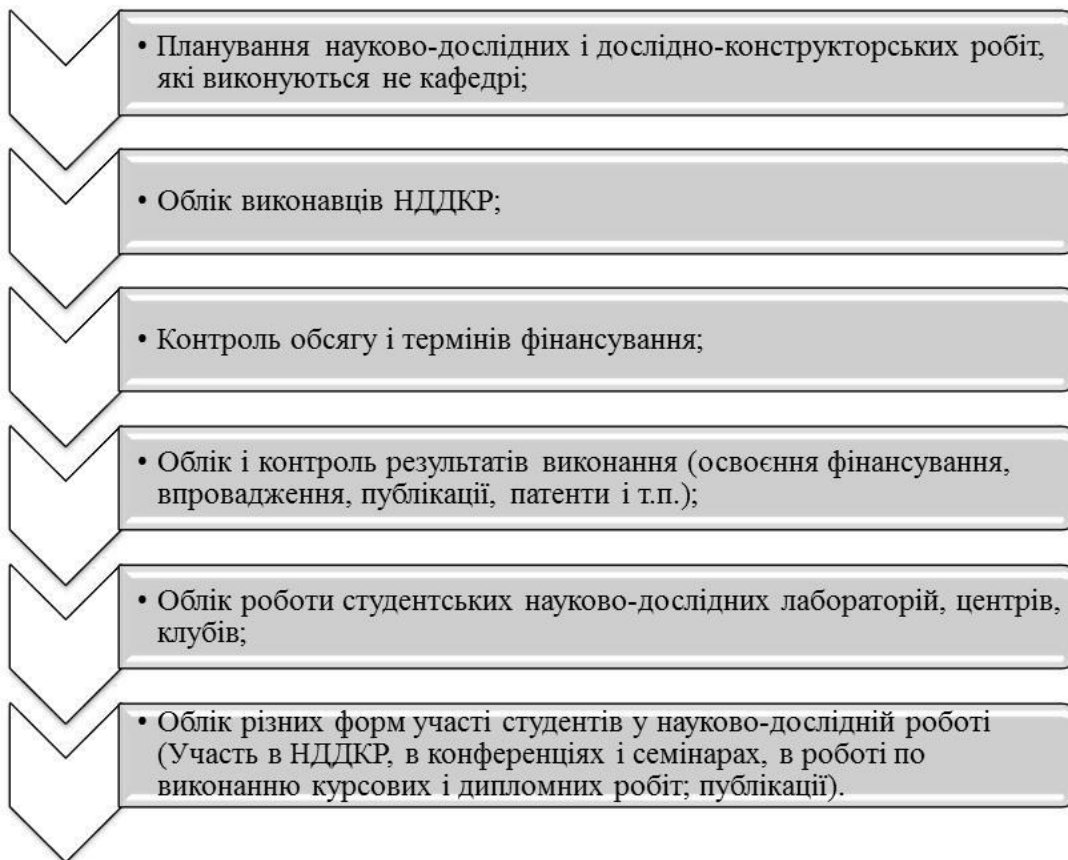 • Планування науково-дослідних і дослідно-конструкторських робіт,
які виконуються не кафедрі;
• Облік виконавців НДДКР;
• Контроль обсягу і термінів фінансування;
• Облік і контроль результатів виконання (освоєння фінансування,
впровадження, публікації, патенти і т.п.);
• Облік роботи студентських науково-дослідних лабораторій, центрів,
клубів;
• Облік різних форм участі студентів у науково-дослідній роботі
(Участь в НДДКР, в конференціях і семінарах, в роботі по
виконанню курсових і дипломних робіт; публікації).